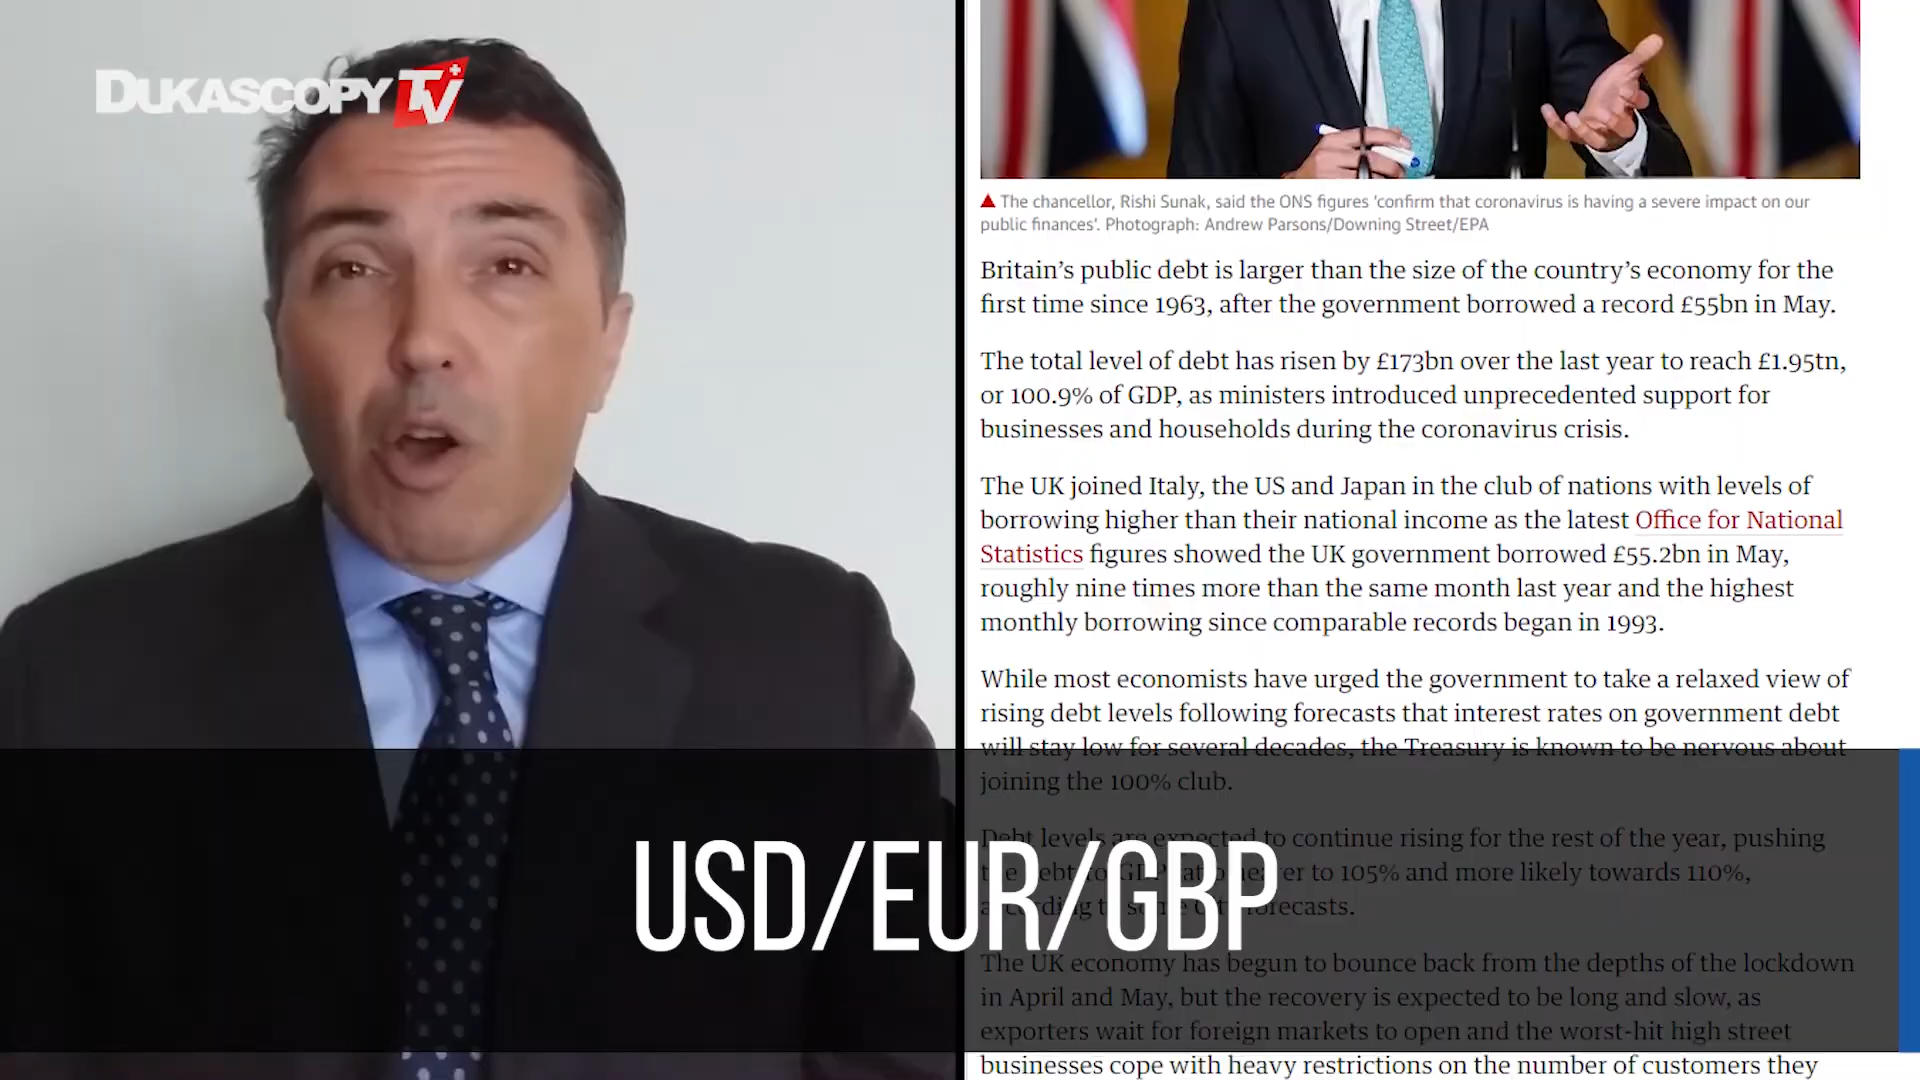 DUKASCOPY TV
The chancellor, Rishi Sunak, said the ONS figures ‘confirm that coronavirus is having a severe impact on our
public finances’. Photograph: Andrew Parsons/Downing Street/EPA
Britain’s public debt is larger than the size of the country’s economy for the
first time since 1963, after the government borrowed a record £55bn in May.
The total level of debt has risen by £173bn over the last year to reach £1.95tn,
or 100.9% of GDP, as ministers introduced unprecedented support for
businesses and households during the coronavirus crisis.
The UK joined Italy, the US and Japan in the club of nations with levels of
borrowing higher than their national income as the latest Office for National
Statistics figures showed the UK government borrowed £55.2bn in May,
roughly nine times more than the same month last year and the highest
monthly borrowing since comparable records began in 1993.
While most economists have urged the government to take a relaxed view of
rising debt levels following forecasts that interest rates on government debt
will stay low for several decades, the Treasury is known to be nervous about
joining the 100% club.
Debt levels are expected to continue rising for the rest of the year, pushing
to 105% and more likely towards 110%,
forecasts.
USD/EUR/GBP
The UK economy has begun to bounce back from the depths of the lockdown
in April and May, but the recovery is expected to be long and slow, as
exporters wait for foreign markets to open and the worst-hit high street
businesses cope with heavy restrictions on the number of customers they